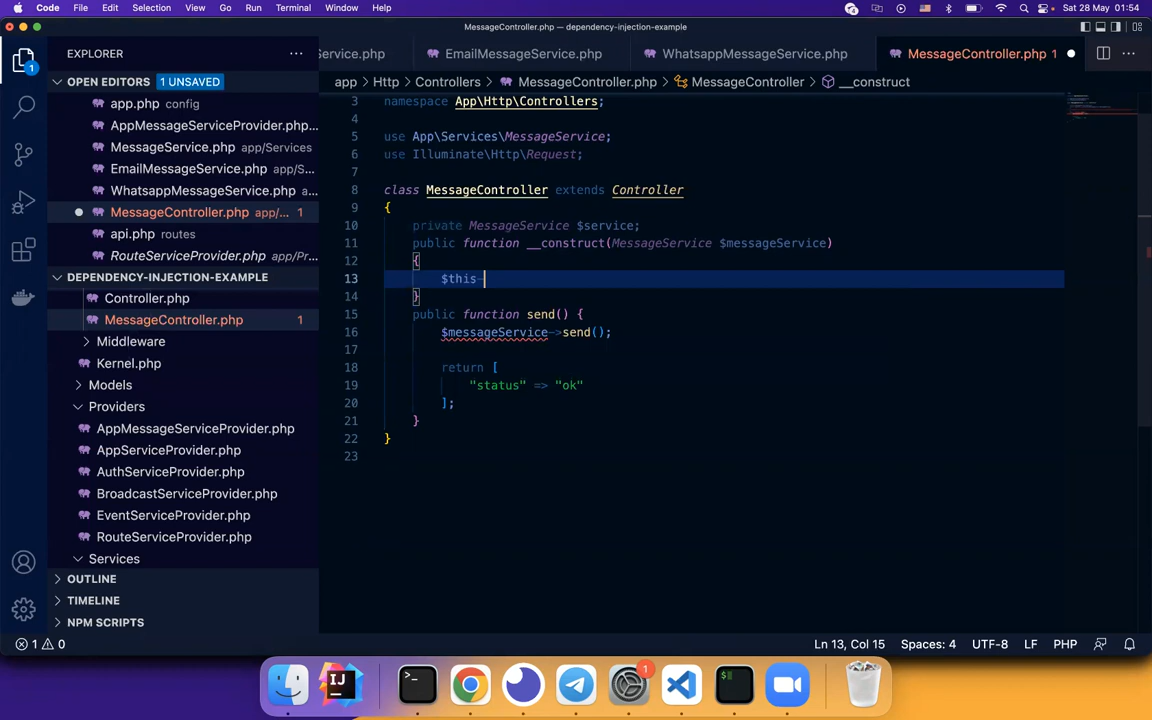 Code File Edit Selection View Go Run Terminal Window Help Sat 28 May 01:54
MessageController.php — dependency-injection-example
EXPLORER
Service.php EmailMessageService.php WhatsappMessageService.php MessageController.php 1
OPEN EDITORS 1 UNSAVED
app > Http > Controllers > MessageController.php > MessageController > __construct
app.php config
AppMessageServiceProvider.php...
MessageService.php app/Services
EmailMessageService.php app/S...
WhatsappMessageService.php a...
MessageController.php app/... 1
api.php routes
RouteServiceProvider.php app/Pr...
DEPENDENCY-INJECTION-EXAMPLE
Controller.php
MessageController.php 1
Middleware
Kernel.php
Models
Providers
AppMessageServiceProvider.php
AppServiceProvider.php
AuthServiceProvider.php
BroadcastServiceProvider.php
EventServiceProvider.php
RouteServiceProvider.php
Services
OUTLINE
TIMELINE
NPM SCRIPTS
1
3 namespace App\Http\Controllers;
4
5 use App\Services\MessageService;
6 use Illuminate\Http\Request;
7
8 class MessageController extends Controller
9 {
10 private MessageService $service;
11 public function __construct(MessageService $messageService)
12 {
13 $this-
14 }
15 public function send() {
16 $messageService->send();
17
18 return [
19 "status" => "ok"
20 ];
21 }
22 }
23
1 0 Ln 13, Col 15 Spaces: 4 UTF-8 LF PHP
IJ >_ 1 $